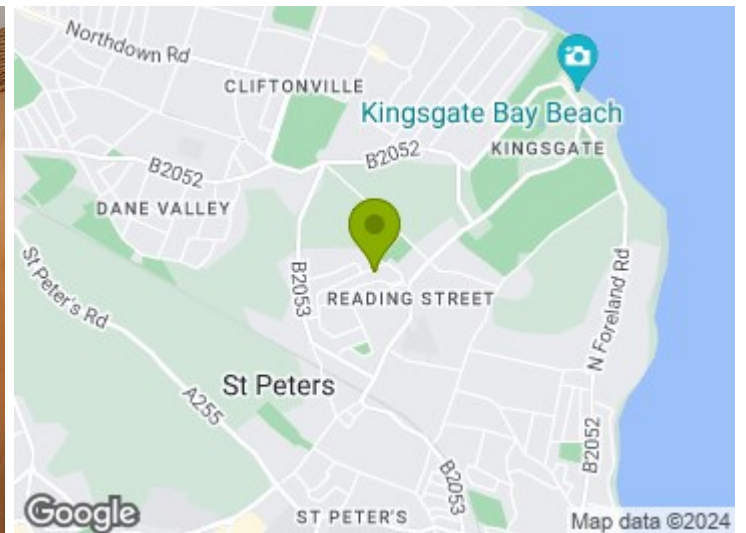 Northdown Rd
CLIFTONVILLE
Kingsgate Bay Beach
B2052
KINGSGATE
B2052
DANE VALLEY
St Peter's Rd
B2053
READING STREET
N Foreland Rd
St Peters
A255
B2052
B2053
ST PETER'S
Google
Map data ©2024